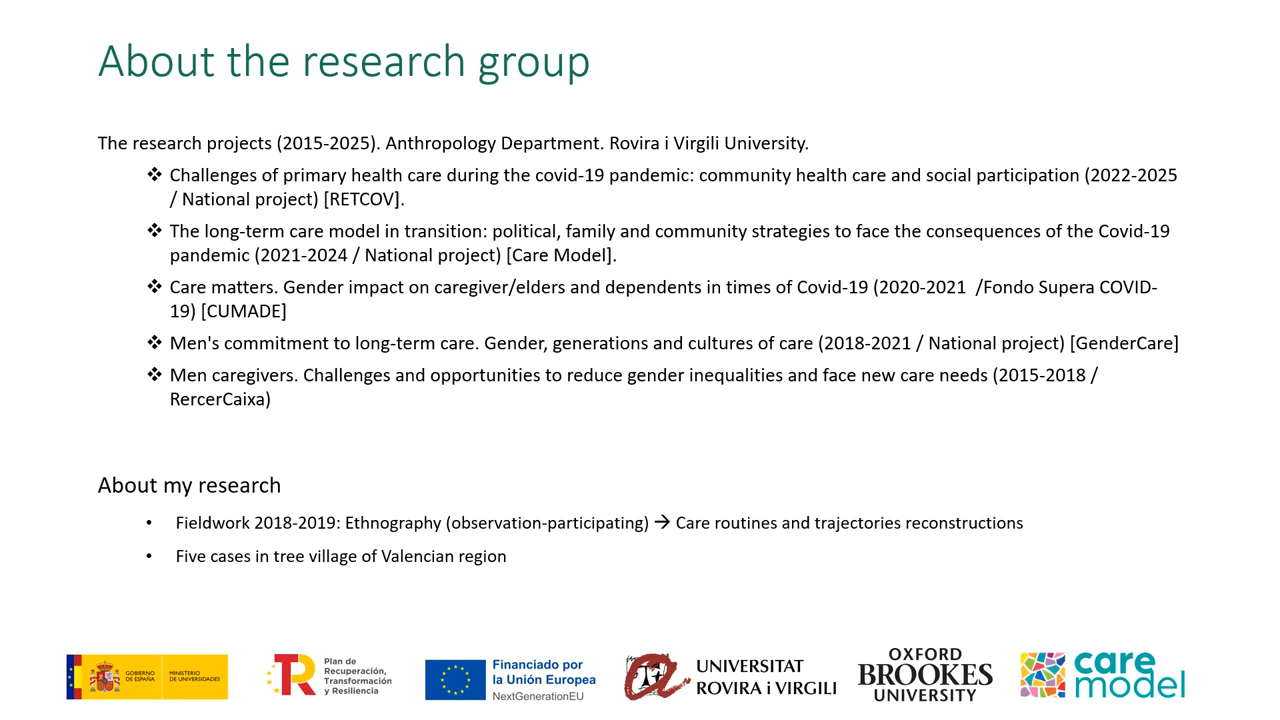 About the research group
The research projects (2015-2025). Anthropology Department. Rovira i Virgili University.
❖ Challenges of primary health care during the covid-19 pandemic: community health care and social participation (2022-2025
/ National project) [RETCOV].
❖ The long-term care model in transition: political, family and community strategies to face the consequences of the Covid-19
pandemic (2021-2024 / National project) [Care Model].
❖ Care matters. Gender impact on caregiver/elders and dependents in times of Covid-19 (2020-2021  /Fondo Supera COVID-
19) [CUMADE]
❖ Men's commitment to long-term care. Gender, generations and cultures of care (2018-2021 / National project) [GenderCare]
❖ Men caregivers. Challenges and opportunities to reduce gender inequalities and face new care needs (2015-2018 /
RercerCaixa)
About my research
• Fieldwork 2018-2019: Ethnography (observation-participating) → Care routines and trajectories reconstructions
• Five cases in tree village of Valencian region
GOBIERNO
DE ESPAÑA
MINISTERIO
DE UNIVERSIDADES
Plan de
Recuperación,
Transformación
y Resiliencia
Financiado por
la Unión Europea
NextGenerationEU
UNIVERSITAT
ROVIRA i VIRGILI
OXFORD
BROOKES
UNIVERSITY
care
model